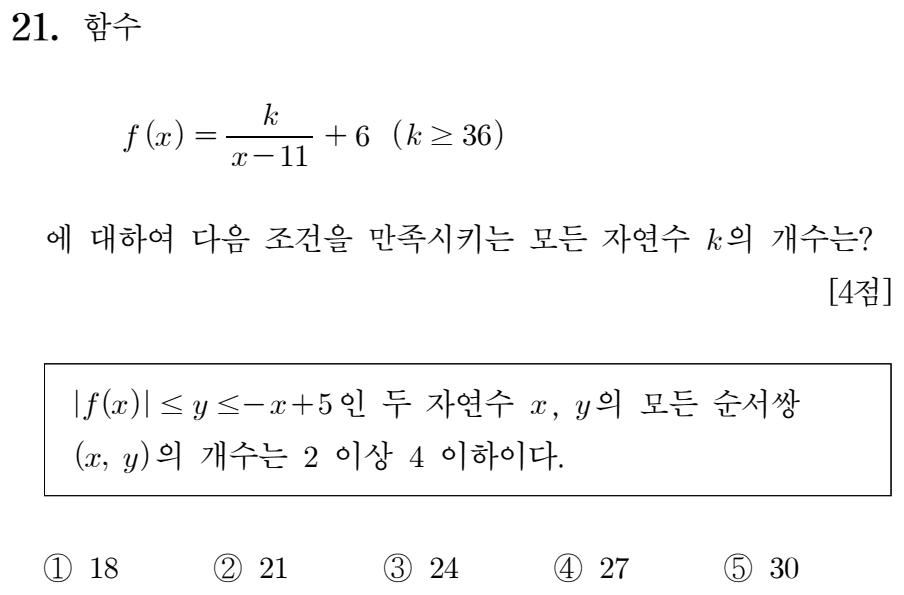 21. 함수
f(x) = k/(x-11) + 6 (k ≥ 36)
에 대하여 다음 조건을 만족시키는 모든 자연수 k의 개수는?
[4점]
|f(x)| ≤ y ≤ -x+5인 두 자연수 x, y의 모든 순서쌍
(x, y)의 개수는 2 이상 4 이하이다.
① 18 ② 21 ③ 24 ④ 27 ⑤ 30